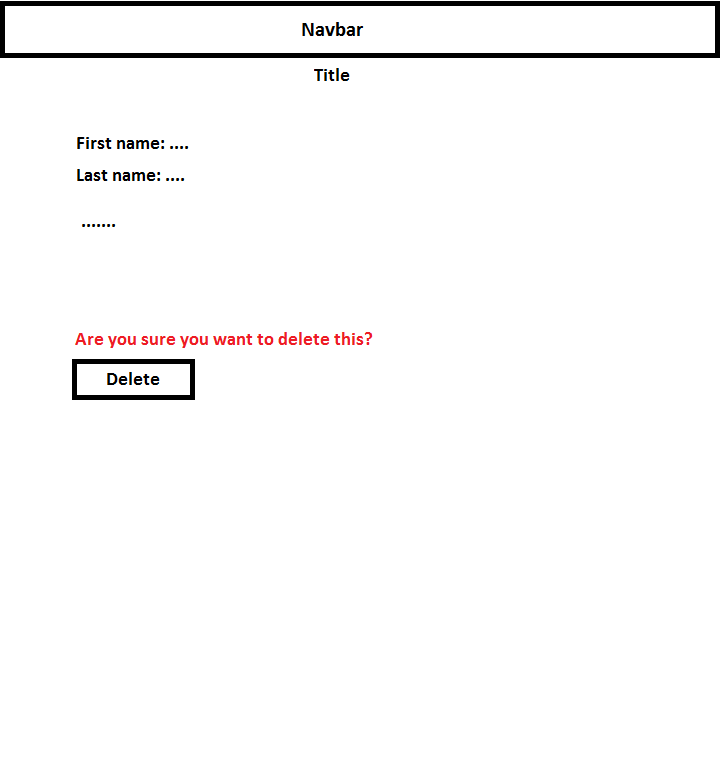 Navbar
Title
First name: ....
Last name: ....
.......
Are you sure you want to delete this?
Delete